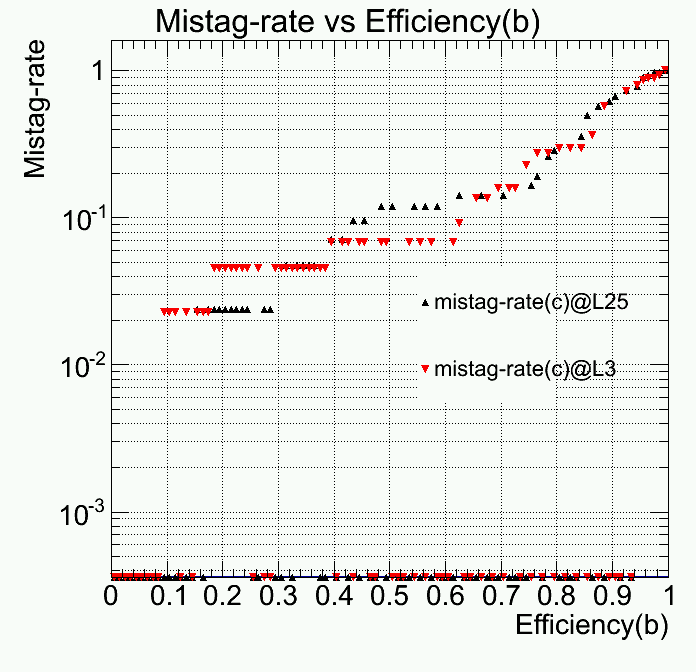 Mistag-rate vs Efficiency(b)
Mistag-rate
1
10-1
10-2
10-3
mistag-rate(c)@L25
mistag-rate(c)@L3
0 0.1 0.2 0.3 0.4 0.5 0.6 0.7 0.8 0.9 1
Efficiency(b)